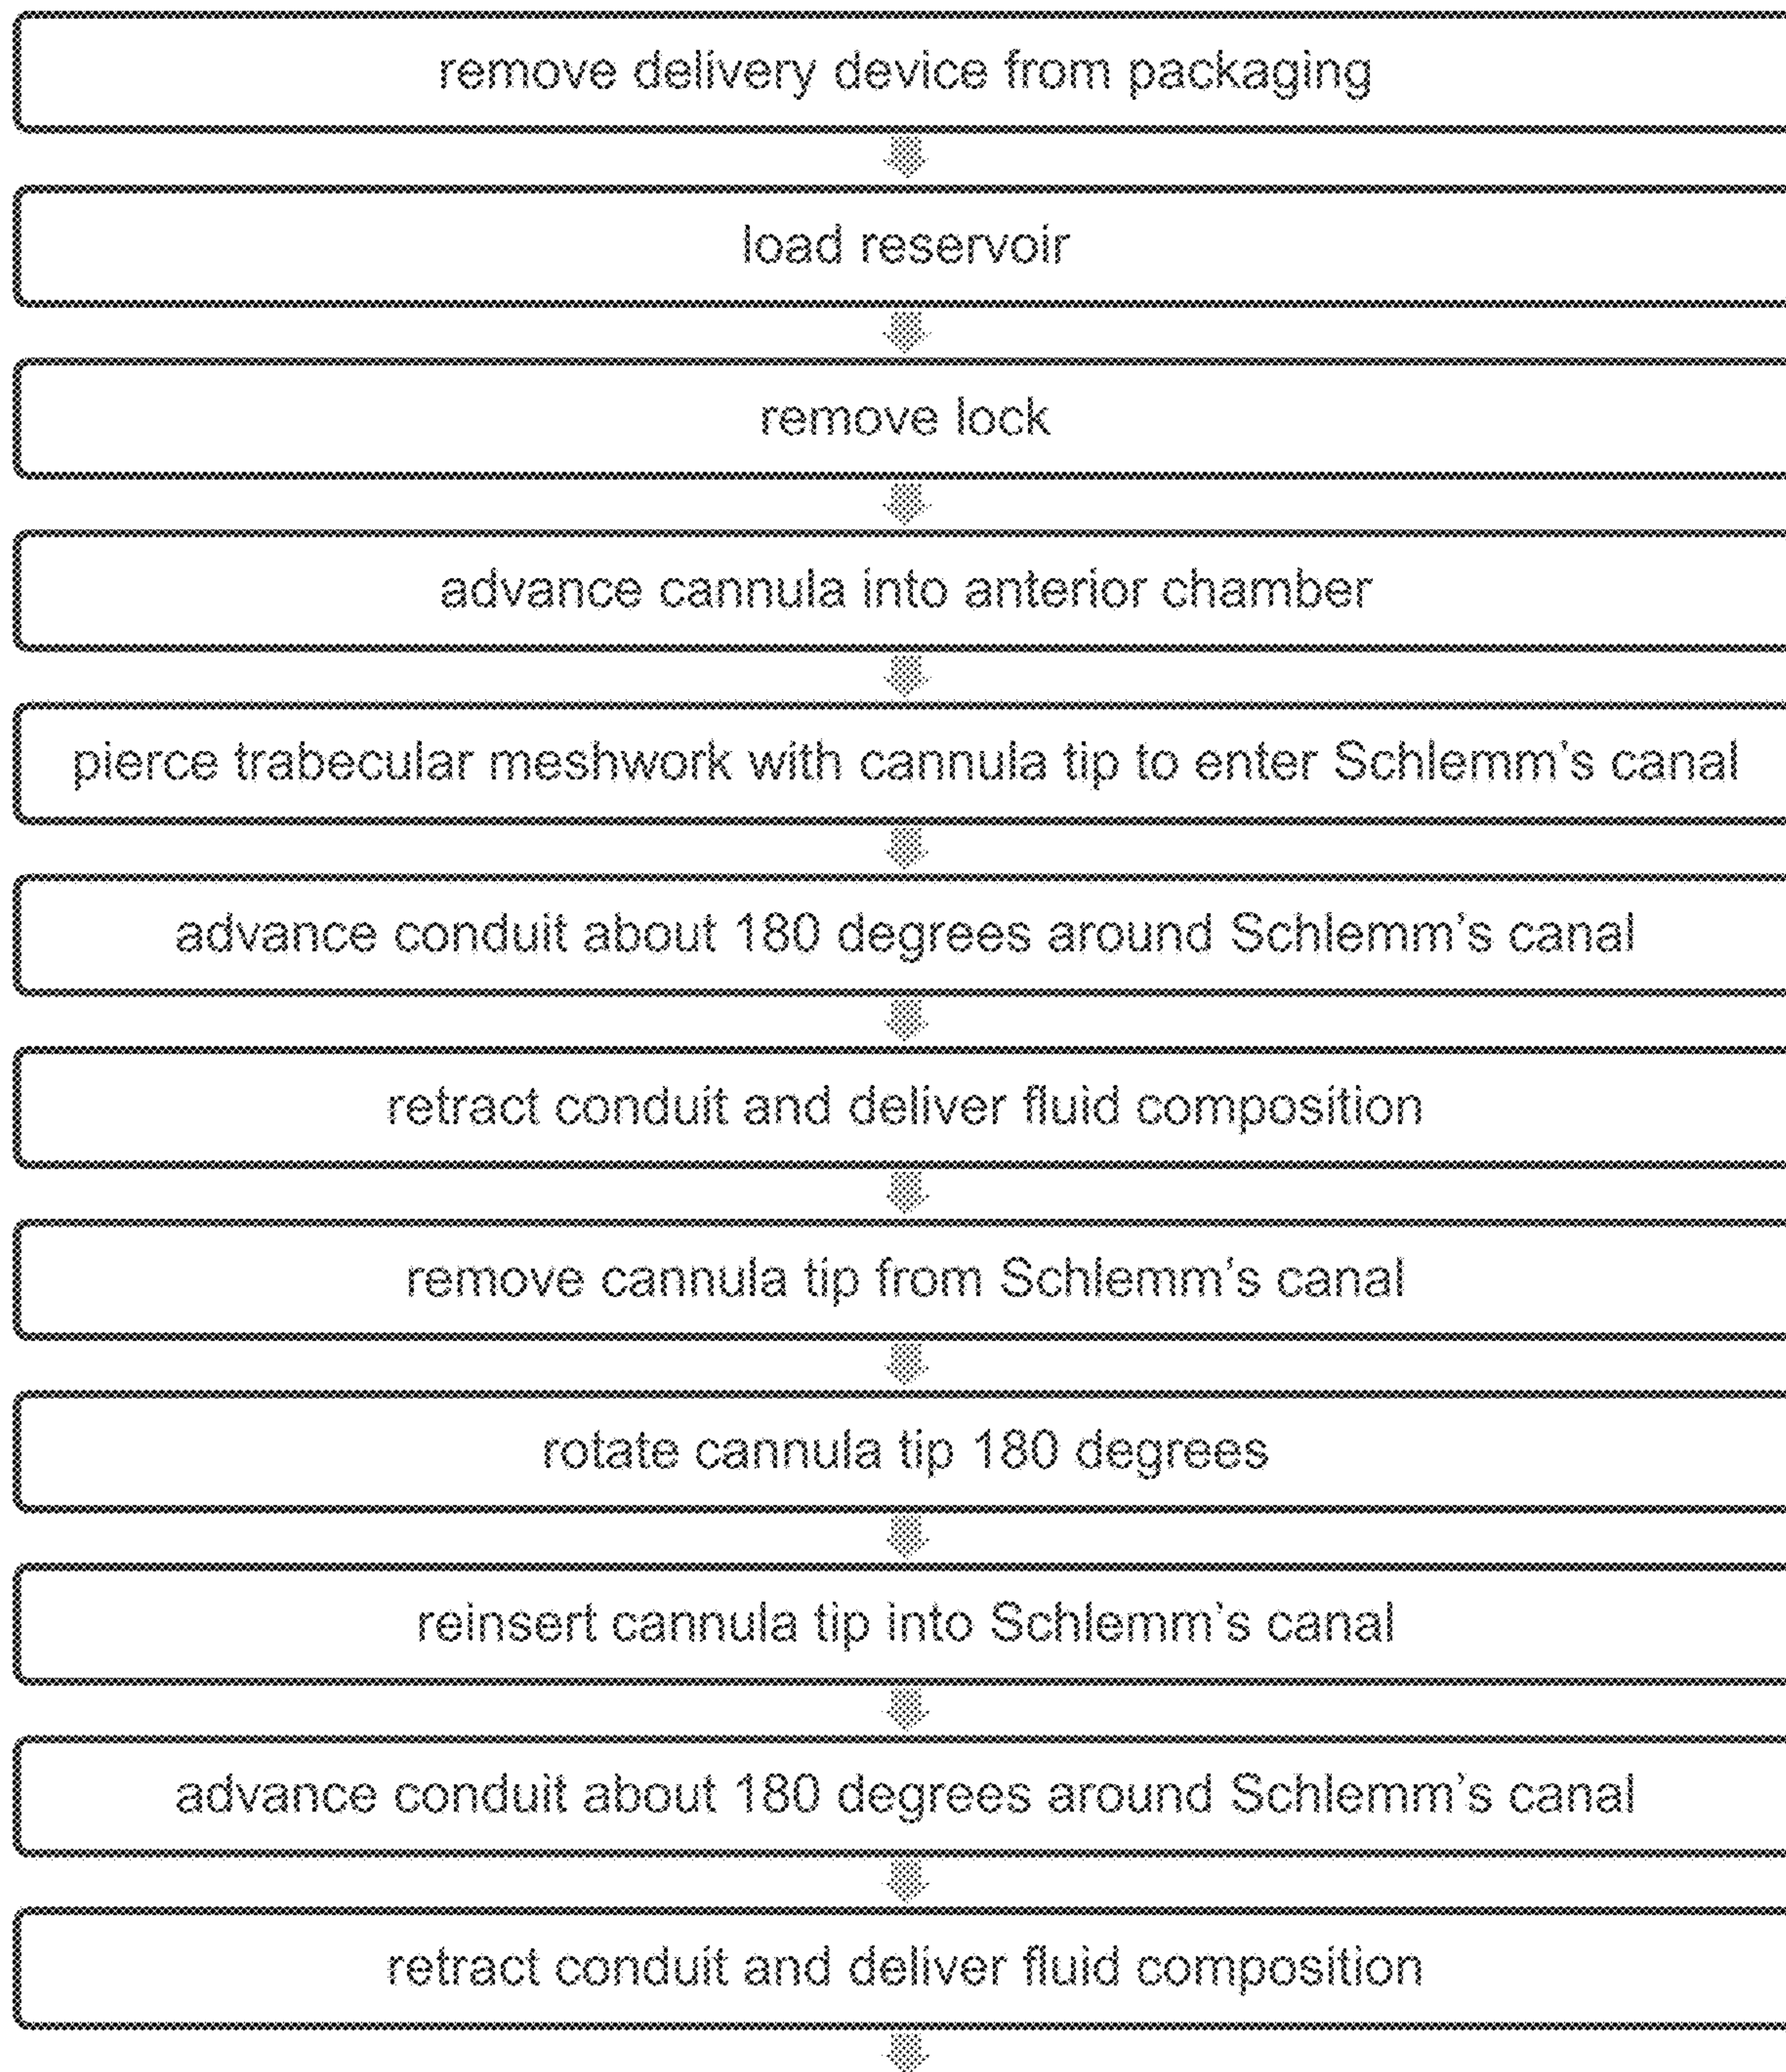 remove delivery device from packaging
load reservoir
remove lock
advance cannula into anterior chamber
pierce trabecular meshwork with cannula tip to enter Schlemm's canal
advance conduit about 180 degrees around Schlemm's canal
retract conduit and deliver fluid composition
remove cannula tip from Schlemm's canal
rotate cannula tip 180 degrees
reinsert cannula tip into Schlemm's canal
advance conduit about 180 degrees around Schlemm's canal
retract conduit and deliver fluid composition